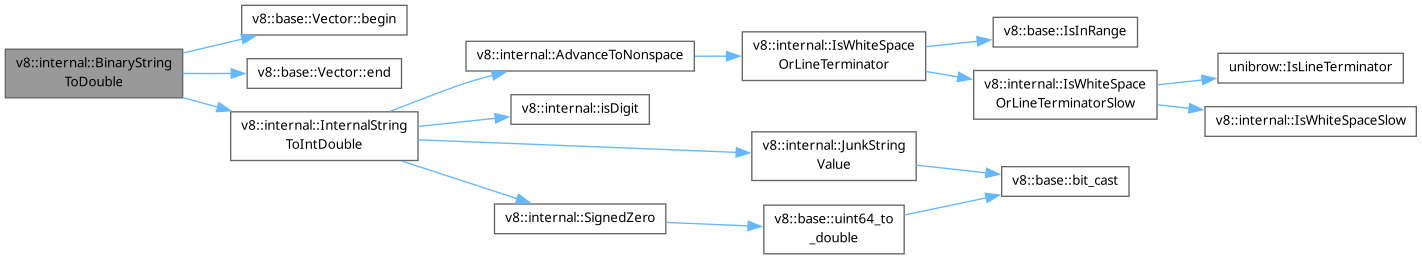 v8::internal::BinaryString
ToDouble
v8::base::Vector::begin
v8::base::Vector::end
v8::internal::InternalString
ToIntDouble
v8::internal::AdvanceToNonspace
v8::internal::isDigit
v8::internal::SignedZero
v8::internal::IsWhiteSpace
OrLineTerminator
v8::internal::JunkString
Value
v8::base::uint64_to
_double
v8::base::IsInRange
v8::internal::IsWhiteSpace
OrLineTerminatorSlow
v8::base::bit_cast
unibrow::IsLineTerminator
v8::internal::IsWhiteSpaceSlow